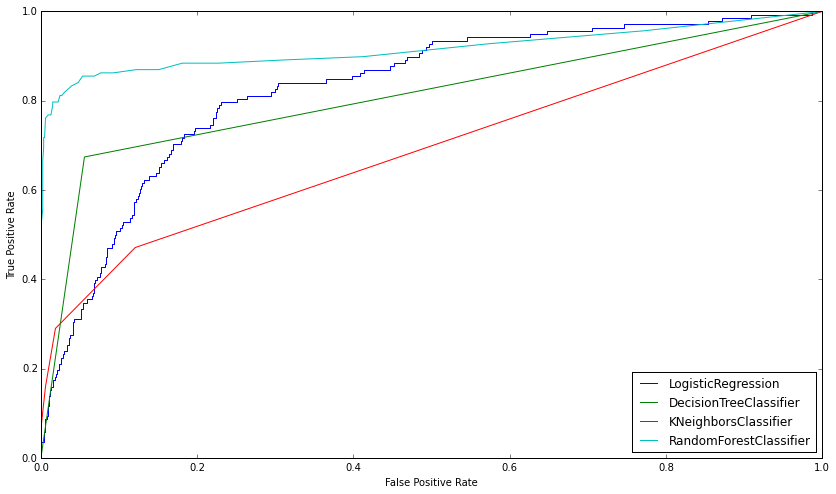 1.0
0.8
0.6
0.4
0.2
0.0
True Positive Rate
0.0 0.2 0.4 0.6 0.8 1.0
False Positive Rate
LogisticRegression
DecisionTreeClassifier
KNeighborsClassifier
RandomForestClassifier